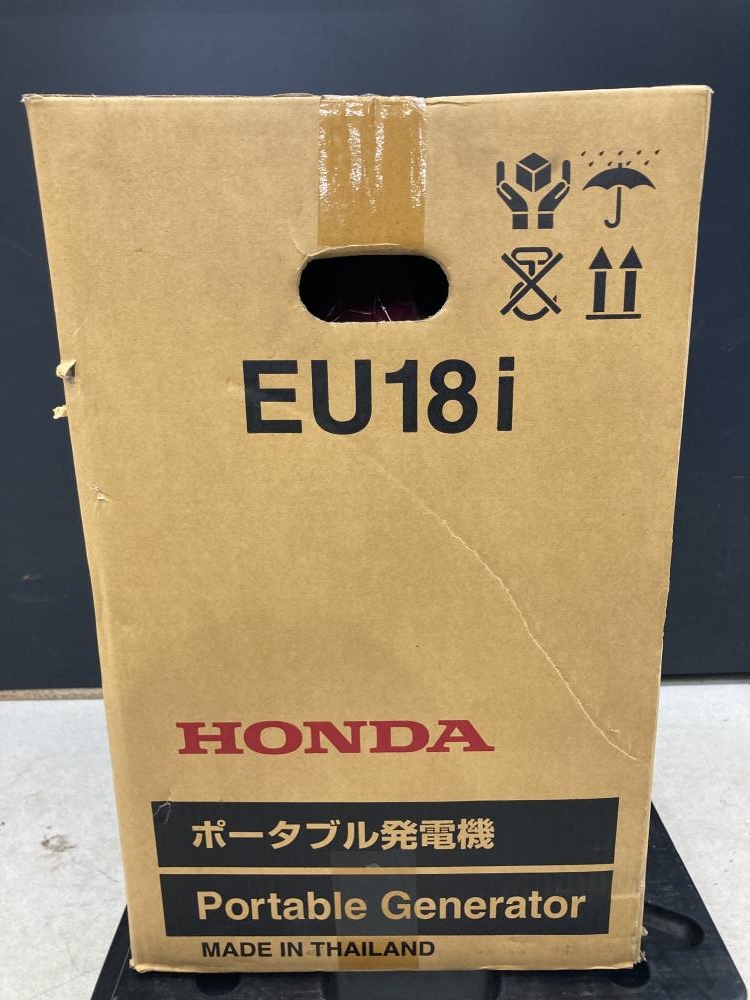 EU18i
HONDA
ポータブル発電機
Portable Generator
MADE IN THAILAND